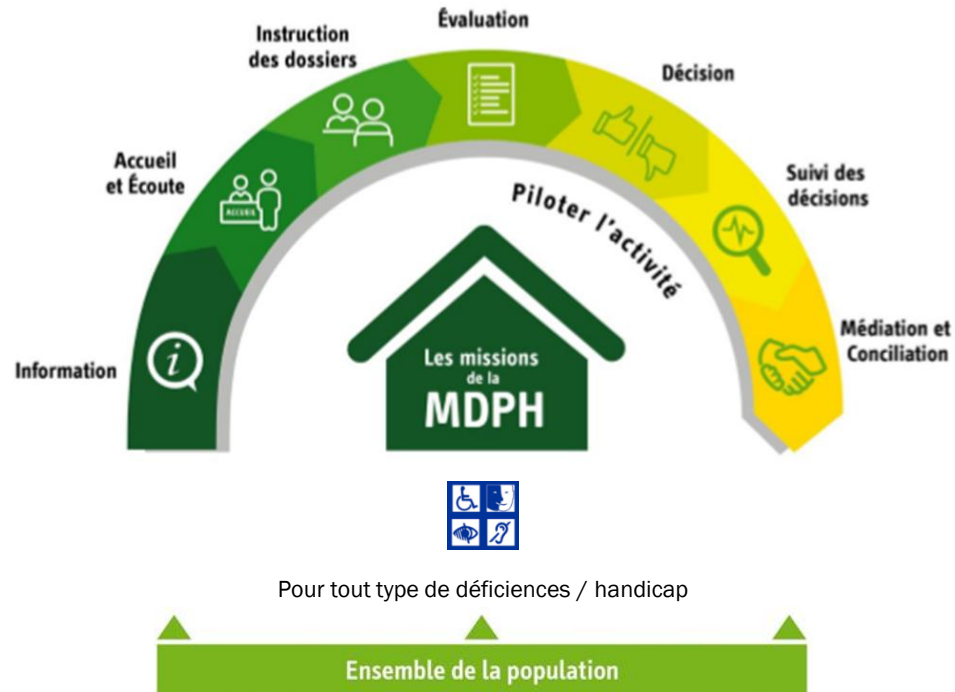 Information
Accueil
et Écoute
ACCUEIL
Instruction
des dossiers
Évaluation
Décision
Suivi des
décisions
Médiation et
Conciliation
Piloter l'activité
i
Les missions
de la
MDPH
Pour tout type de déficiences / handicap
Ensemble de la population